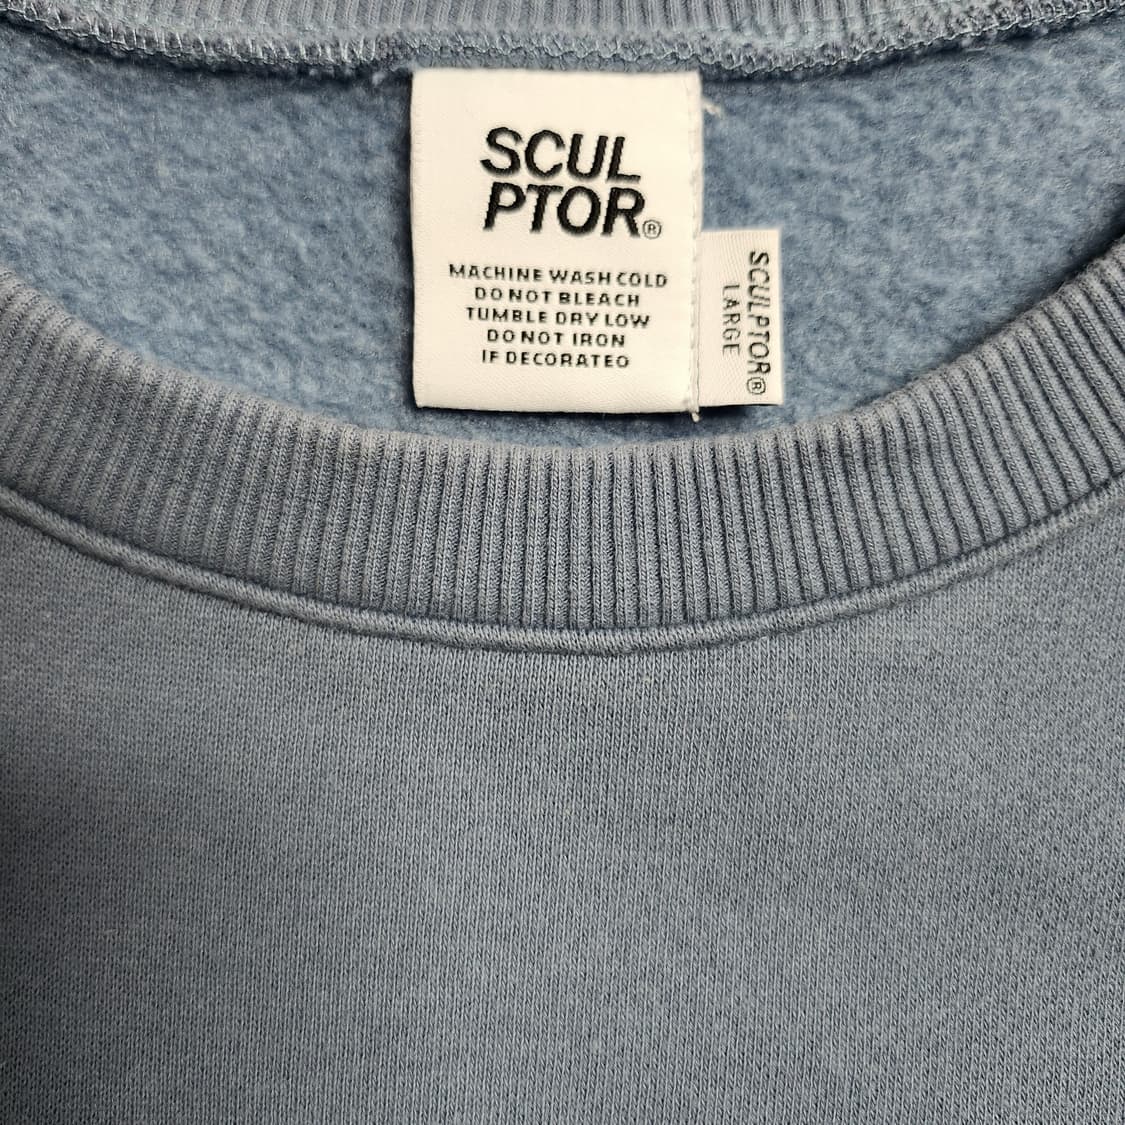 SCUL
PTOR®
MACHINE WASH COLD
DO NOT BLEACH
TUMBLE DRY LOW
DO NOT IRON
IF DECORATED
SCULPTOR®
LARGE